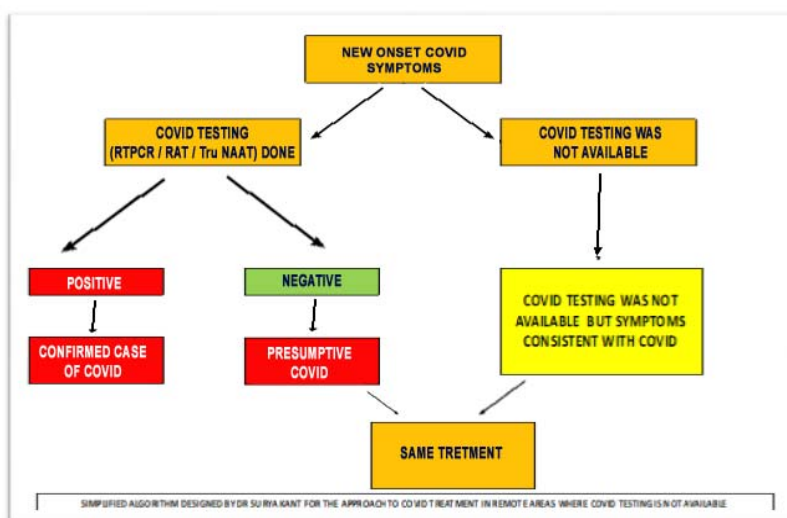 NEW ONSET COVID
SYMPTOMS
COVID TESTING
(RTPCR / RAT / Tru NAAT) DONE
COVID TESTING WAS
NOT AVAILABLE
POSITIVE
NEGATIVE
COVID TESTING WAS NOT
AVAILABLE BUT SYMPTOMS
CONSISTENT WITH COVID
CONFIRMED CASE
OF COVID
PRESUMPTIVE
COVID
SAME TRETMENT
SIMPLIFIED ALGORITHM DESIGNED BY DR SURYA KANT FOR THE APPROACH TO COVID TREATMENT IN REMOTE AREAS WHERE COVID TESTING IS NOT AVAILABLE